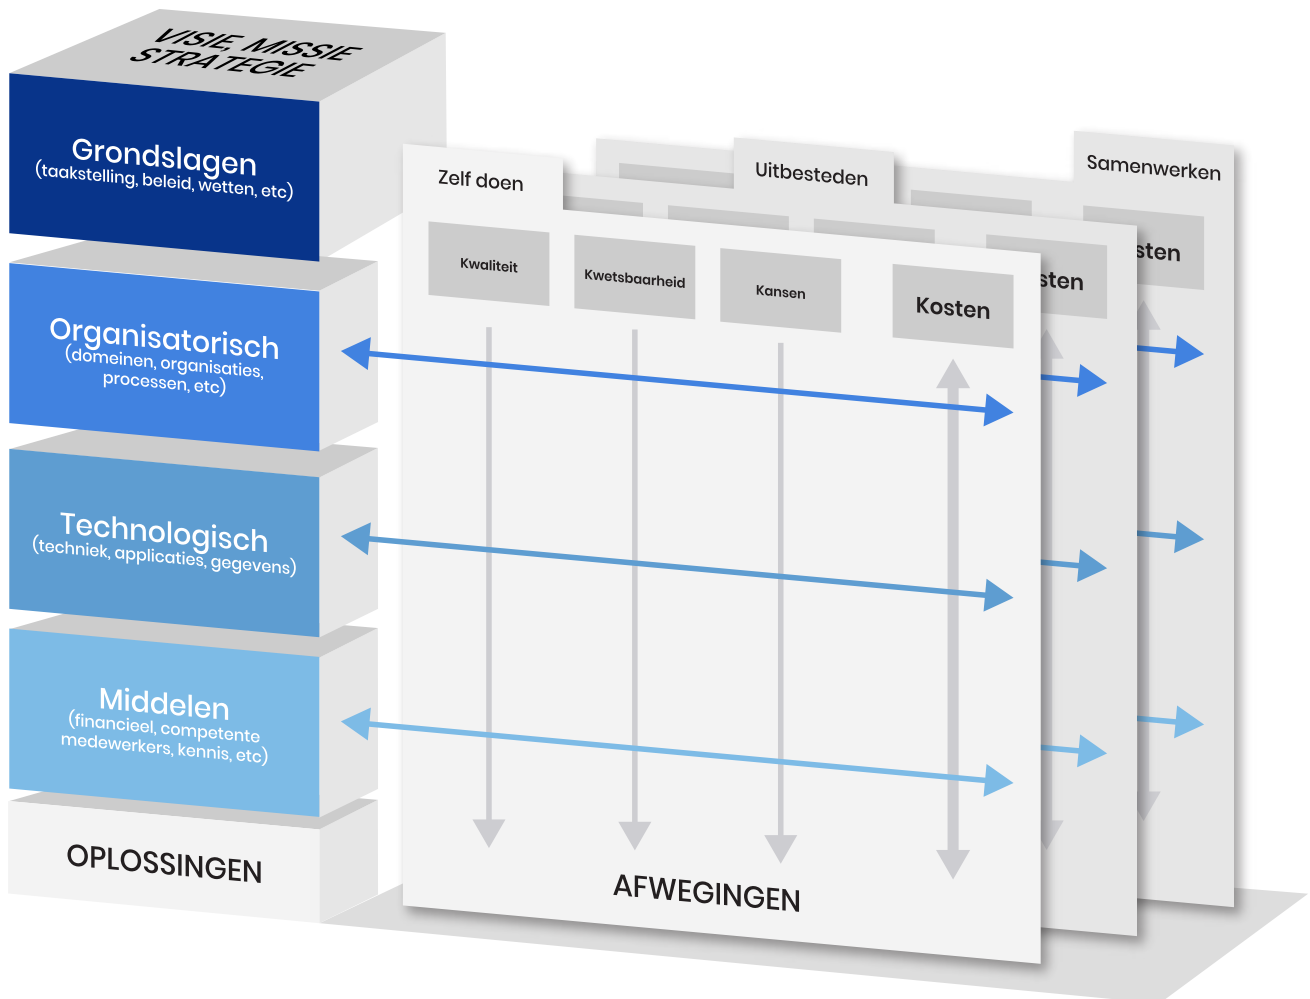 VISIE, MISSIE
STRATEGIE
Grondslagen
(taakstelling, beleid, wetten, etc)
Organisatorisch
(domeinen, organisaties,
processen, etc)
Technologisch
(techniek, applicaties, gegevens)
Middelen
(financieel, competente
medewerkers, kennis, etc)
OPLOSSINGEN
Zelf doen
Uitbesteden
Samenwerken
Kwaliteit
Kwetsbaarheid
Kansen
Kosten
sten
sten
AFWEGINGEN